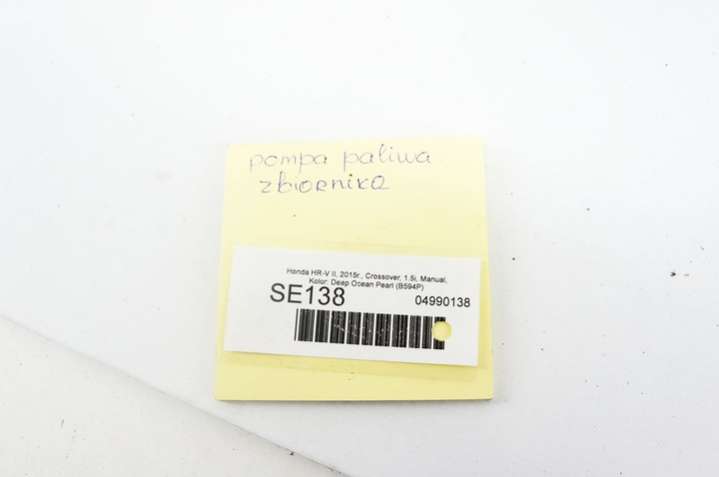 pompa paliwa
zbiornika
Honda HR-V II, 2015r., Crossover, 1.5i, Manual,
Kolor: Deep Ocean Pearl (B594P)
SE138 04990138